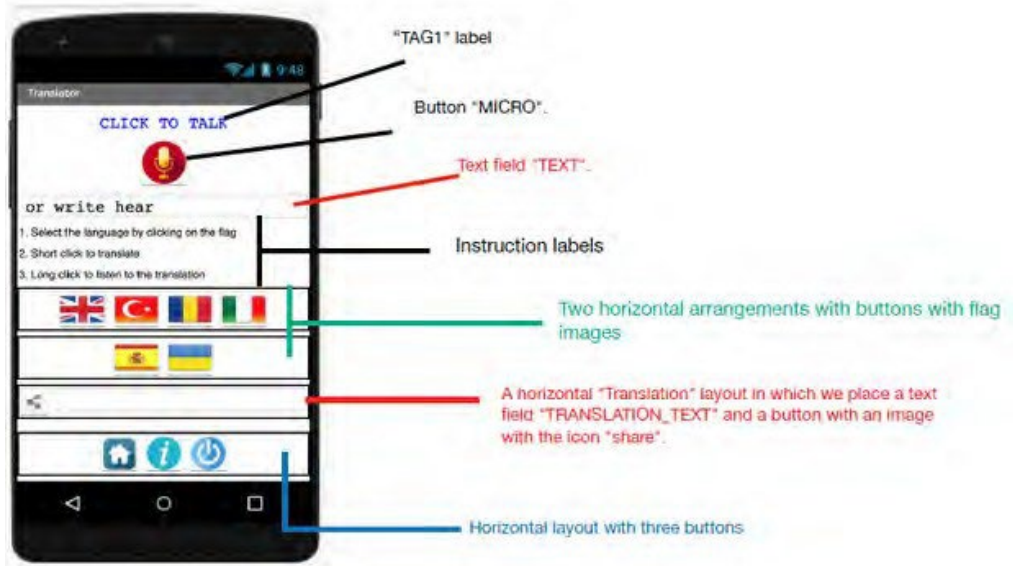 9:48
Translator
CLICK TO TALK
or write hear
1. Select the language by clicking on the flag
2. Short click to translate
3. Long click to listen to the translation
"TAG1" label
Button "MICRO".
Text field "TEXT".
Instruction labels
Two horizontal arrangements with buttons with flag
images
A horizontal "Translation" layout in which we place a text
field "TRANSLATION_TEXT" and a button with an image
with the icon "share".
Horizontal layout with three buttons